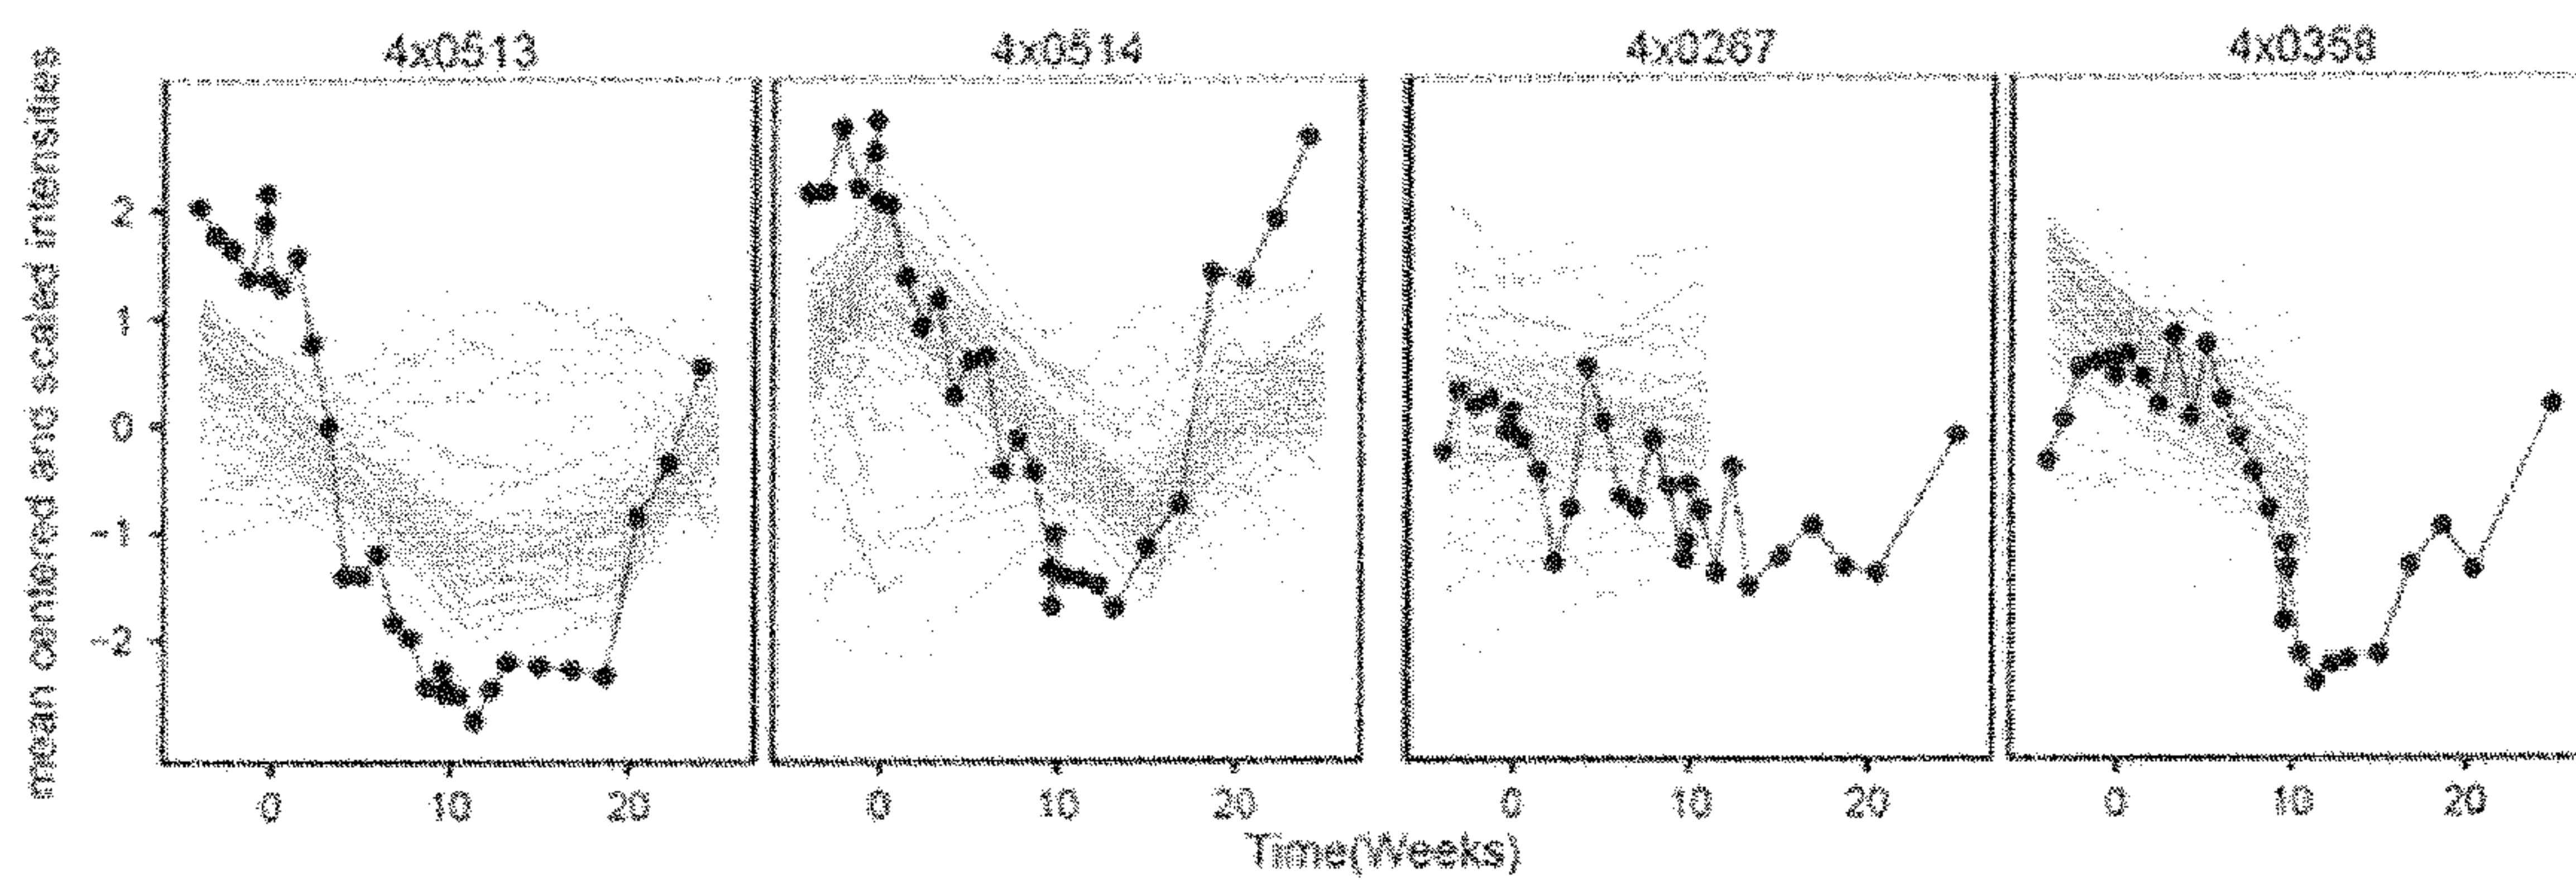 4x0513 4x0514 4x0267 4x0358
mean centered and scaled intensities
2
1
0
-1
-2
0 10 20 0 10 20 0 10 20 0 10 20
Time(Weeks)